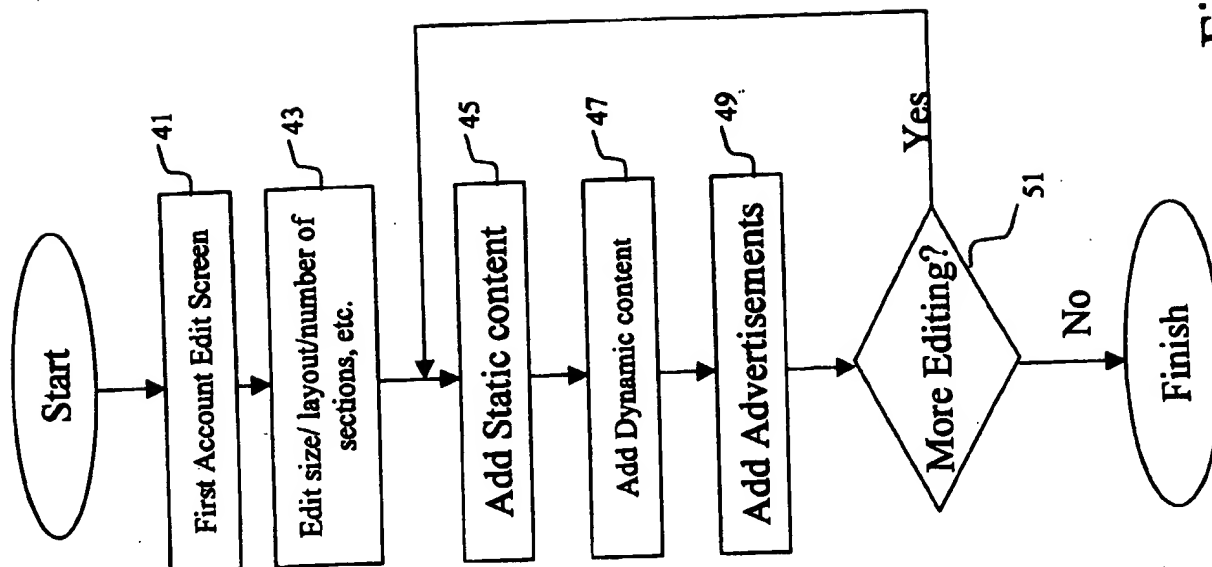 Start
41
First Account Edit Screen
43
Edit size/ layout/number of
sections, etc.
45
Add Static content
47
Add Dynamic content
49
Add Advertisements
51
More Editing?
Yes
No
Finish